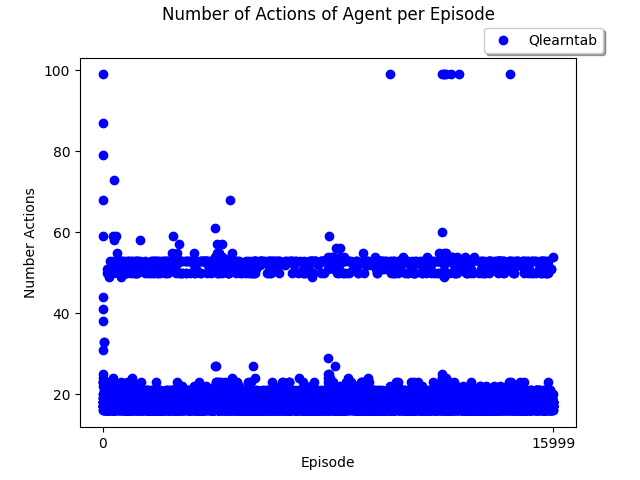 Number of Actions of Agent per Episode
Qlearntab
100
80
60
40
20
Number Actions
0
15999
Episode